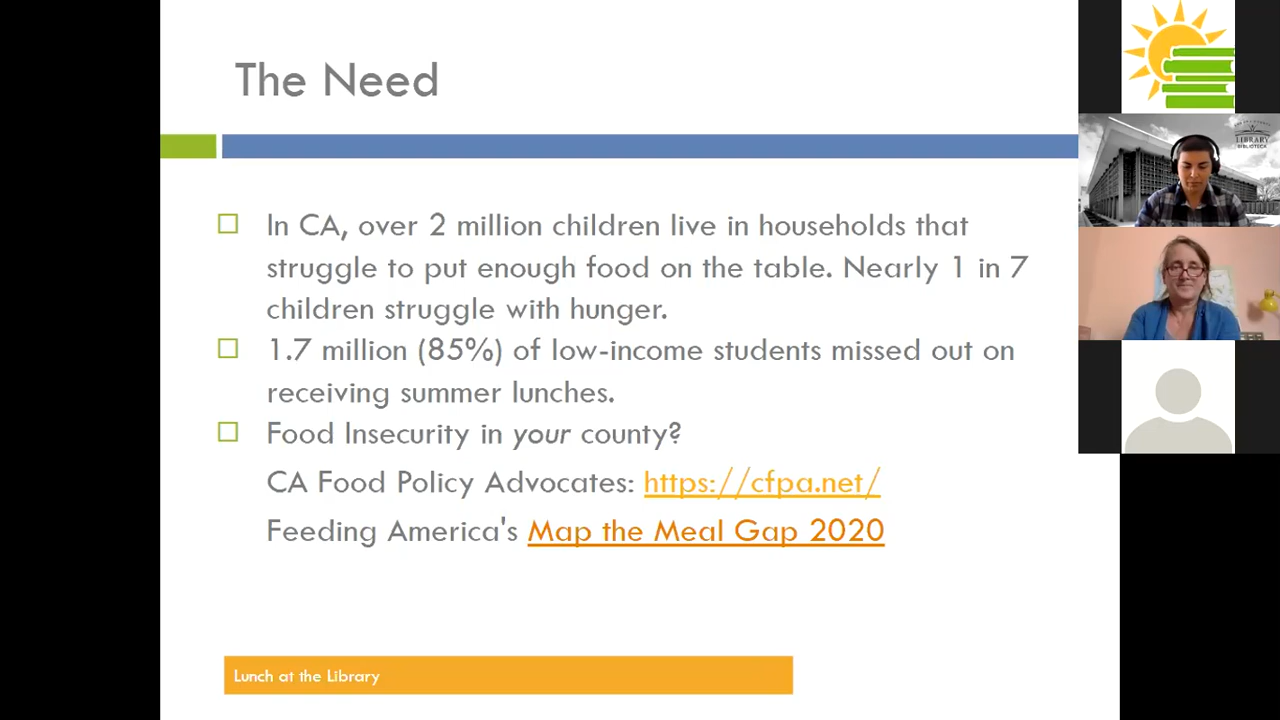 The Need
In CA, over 2 million children live in households that
struggle to put enough food on the table. Nearly 1 in 7
children struggle with hunger.
1.7 million (85%) of low-income students missed out on
receiving summer lunches.
Food Insecurity in your county?
CA Food Policy Advocates: https://cfpa.net/
Feeding America's Map the Meal Gap 2020
Lunch at the Library
LIBRARY
BIBLIOTECA